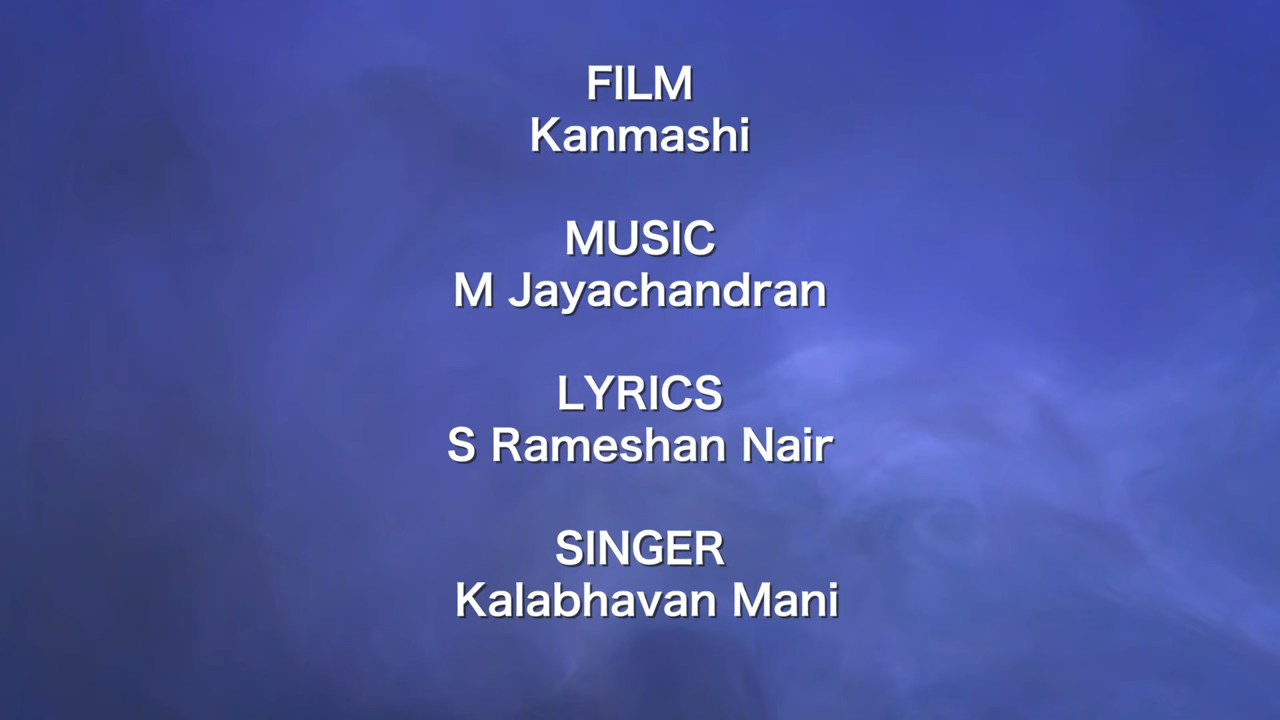 FILM
Kanmashi
MUSIC
M Jayachandran
LYRICS
S Rameshan Nair
SINGER
Kalabhavan Mani